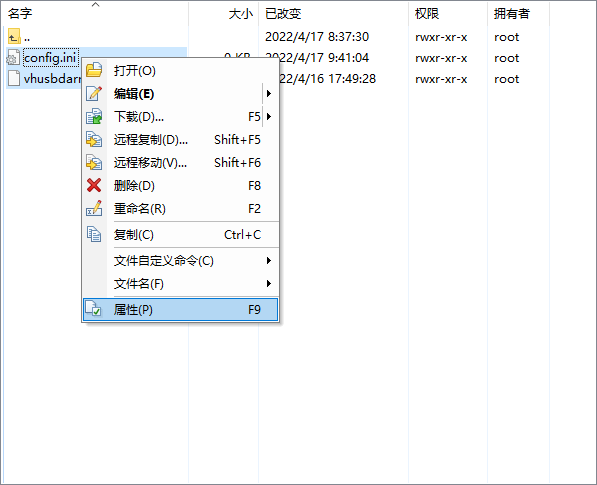 名字 大小 已改变 权限 拥有者
.. 2022/4/17 8:37:30 rwxr-xr-x root
config.ini 0 KB 2022/4/17 9:41:04 rwxr-xr-x root
vhusbdarm 2022/4/16 17:49:28 rwxr-xr-x root
打开(O)
编辑(E)
下载(D)... F5
远程复制(D)... Shift+F5
远程移动(V)... Shift+F6
删除(D) F8
重命名(R) F2
复制(C) Ctrl+C
文件自定义命令(C)
文件名(F)
属性(P) F9